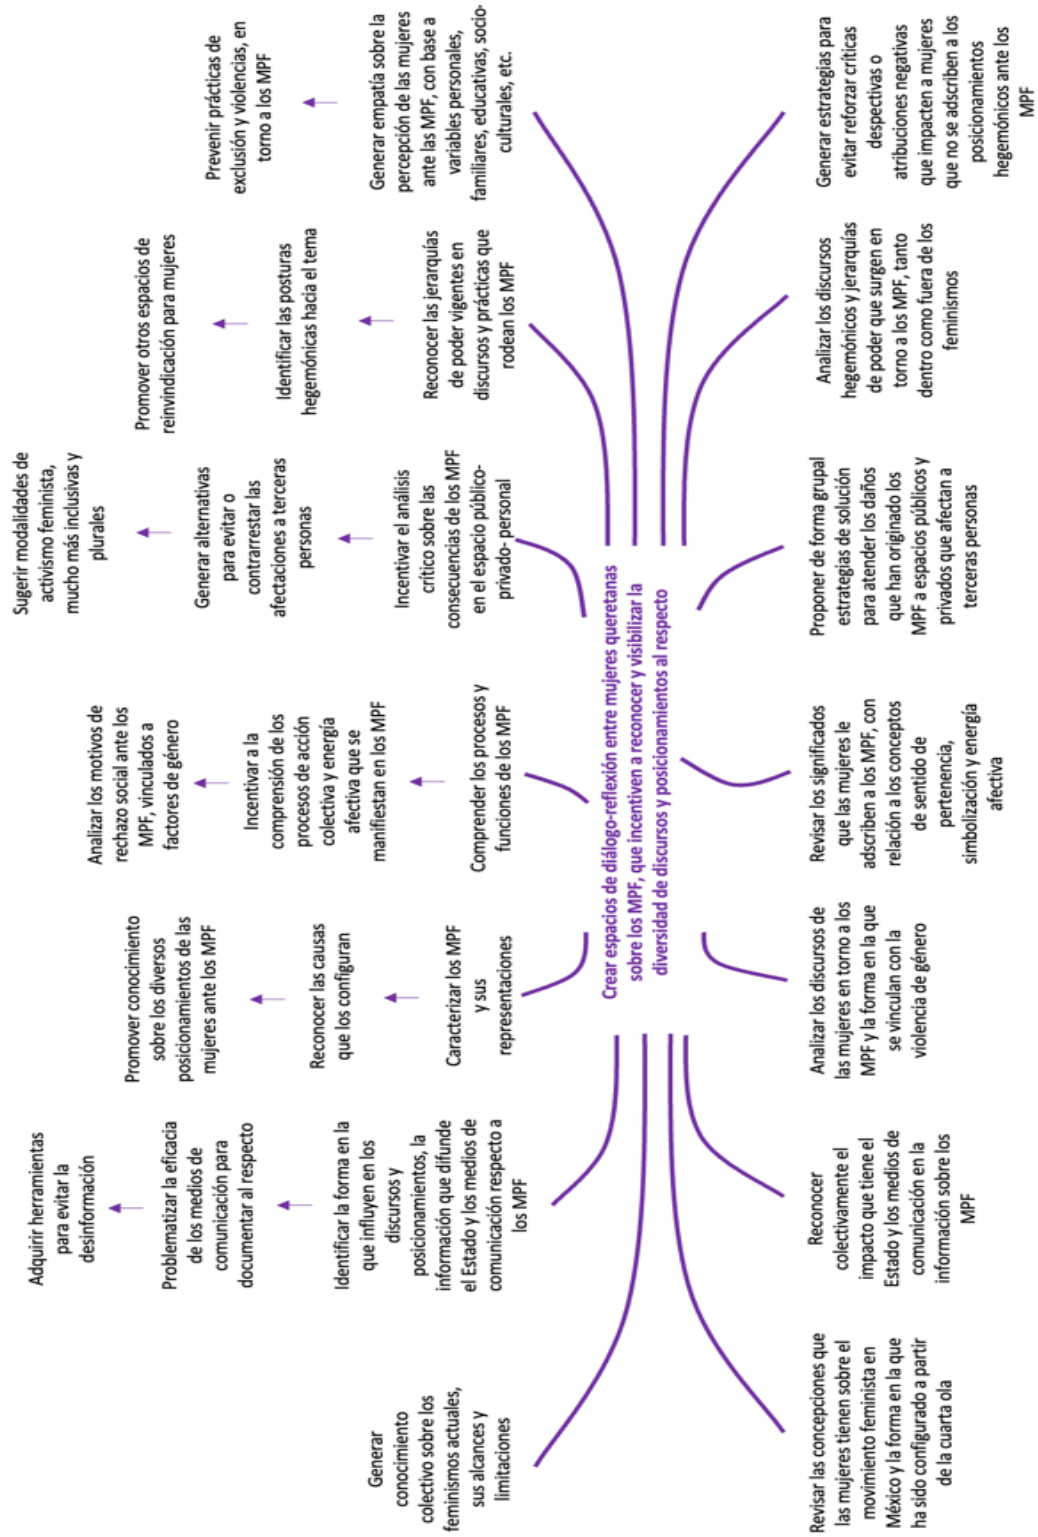 Sugerir modalidades de
activismo feminista,
mucho más inclusivas y
plurales
Adquirir herramientas
para evitar la
desinformación
Analizar los motivos de
rechazo social ante los
MPF, vinculados a
factores de género
Promover conocimiento
sobre los diversos
posicionamientos de las
mujeres ante los MPF
Promover otros espacios de
reinvindicación para mujeres
Prevenir prácticas de
exclusión y violencias, en
torno a los MPF
Problematizar la eficacia
de los medios de
comunicación para
documentar al respecto
Reconocer las causas
que los configuran
Incentivar a la
comprensión de los
procesos de acción
colectiva y energía
afectiva que se
manifiestan en los MPF
Generar alternativas
para evitar o
contrarrestar las
afectaciones a terceras
personas
Identificar las posturas
hegemónicas hacia el tema
Generar
conocimiento
colectivo sobre los
feminismos actuales,
sus alcances y
limitaciones
Identificar la forma en la
que influyen en los
discursos y
posicionamientos, la
información que difunde
el Estado y los medios de
comunicación respecto a
los MPF
Caracterizar los MPF
y sus
representaciones
Comprender los procesos y
funciones de los MPF
Incentivar el análisis
crítico sobre las
consecuencias de los MPF
en el espacio público-
privado- personal
Reconocer las jerarquías
de poder vigentes en
discursos y prácticas que
rodean los MPF
Generar empatía sobre la
percepción de las mujeres
ante las MPF, con base a
variables personales,
familiares, educativas, socio-
culturales, etc.
Crear espacios de diálogo-reflexión entre mujeres queretanas
sobre los MPF, que incentiven a reconocer y visibilizar la
diversidad de discursos y posicionamientos al respecto
Revisar las concepciones que
las mujeres tienen sobre el
movimiento feminista en
México y la forma en la que
ha sido configurado a partir
de la cuarta ola
Reconocer
colectivamente el
impacto que tiene el
Estado y los medios de
comunicación en la
información sobre los
MPF
Analizar los discursos de
las mujeres en torno a los
MPF y la forma en la que
se vinculan con la
violencia de género
Revisar los significados
que las mujeres le
adscriben a los MPF, con
relación a los conceptos
de sentido de
pertenencia,
simbolización y energía
afectiva
Proponer de forma grupal
estrategias de solución
para atender los daños
que han originado los
MPF a espacios públicos y
privados que afectan a
terceras personas
Analizar los discursos
hegemónicos y jerarquías
de poder que surgen en
torno a los MPF, tanto
dentro como fuera de los
feminismos
Generar estrategias para
evitar reforzar críticas
despectivas o
atribuciones negativas
que impacten a mujeres
que no se adscriben a los
posicionamientos
hegemónicos ante los
MPF